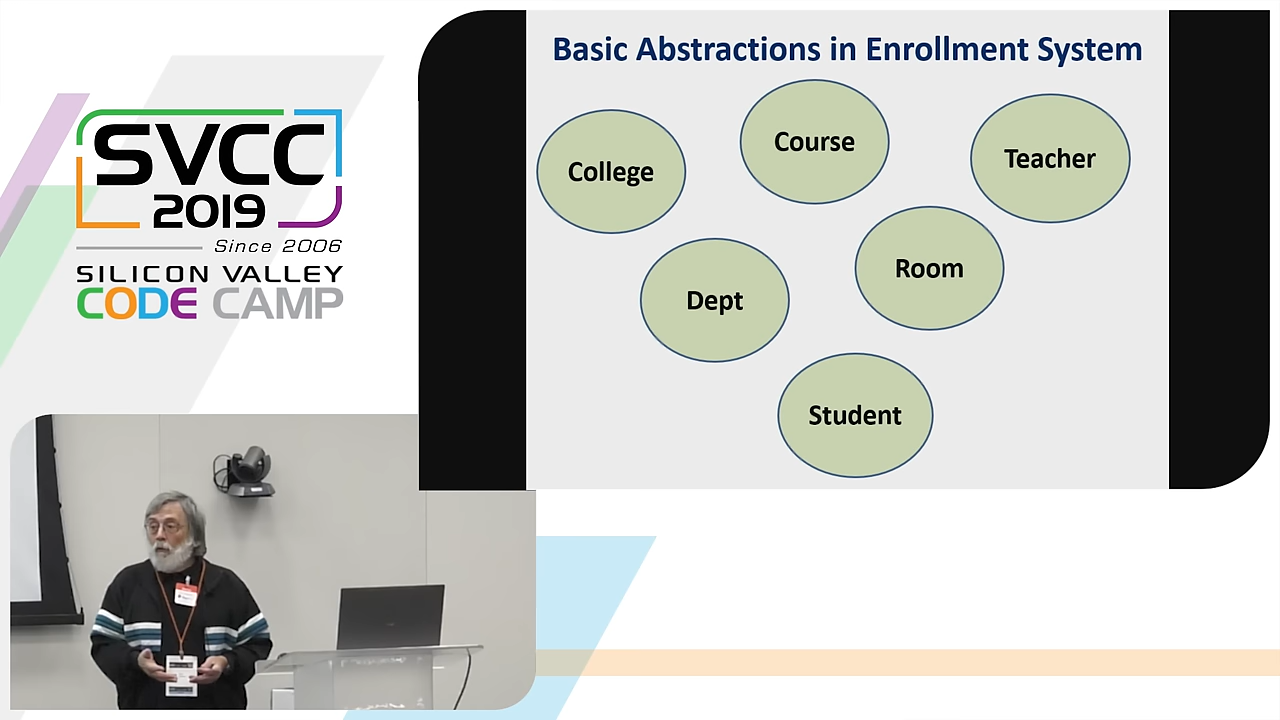 SVCC
2019
Since 2006
SILICON VALLEY
CODE CAMP
Basic Abstractions in Enrollment System
College
Course
Teacher
Dept
Room
Student